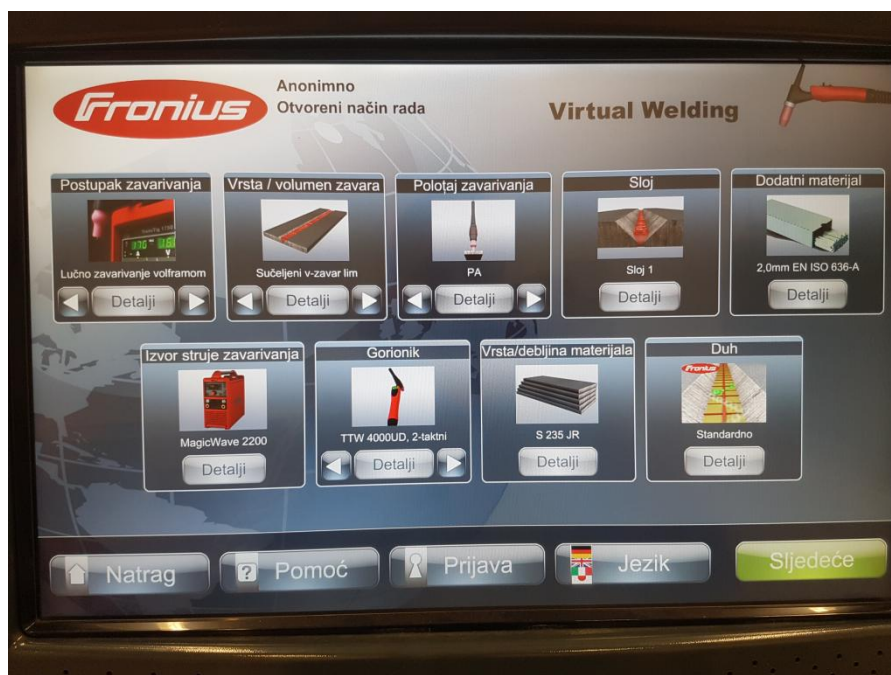 Fronius
Anonimno
Otvoreni način rada
Virtual Welding
Postupak zavarivanja
Lučno zavarivanje volframom
Detalji
Vrsta / volumen zavara
Sučeljeni v-zavar lim
Detalji
Polotaj zavarivanja
PA
Detalji
Sloj
Sloj 1
Detalji
Dodatni materijal
2,0mm EN ISO 636-A
Detalji
Izvor struje zavarivanja
MagicWave 2200
Detalji
Gorionik
TTW 4000UD, 2-taktni
Detalji
Vrsta/debljina materijala
S 235 JR
Detalji
Duh
Fronius
Standardno
Detalji
Natrag
? Pomoć
Prijava
Jezik
Sljedeće